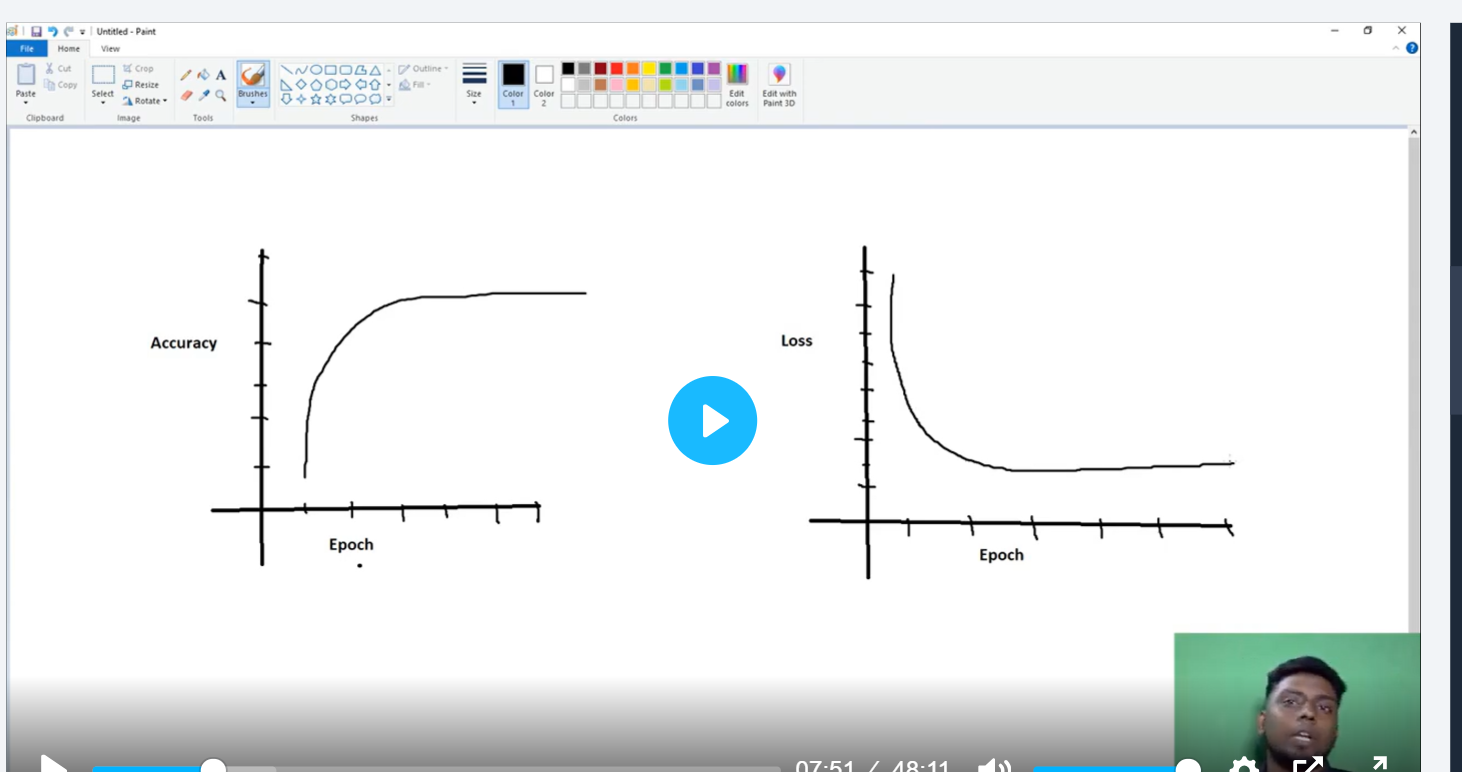 Untitled - Paint
File Home View
Cut
Copy
Paste
Clipboard
Crop
Resize
Rotate
Select
Image
A
Tools
Brushes
Outline
Fill
Shapes
Size
Color 1
Color 2
Edit colors
Edit with Paint 3D
Colors
Accuracy
Epoch
Loss
Epoch
07:51 / 48:11